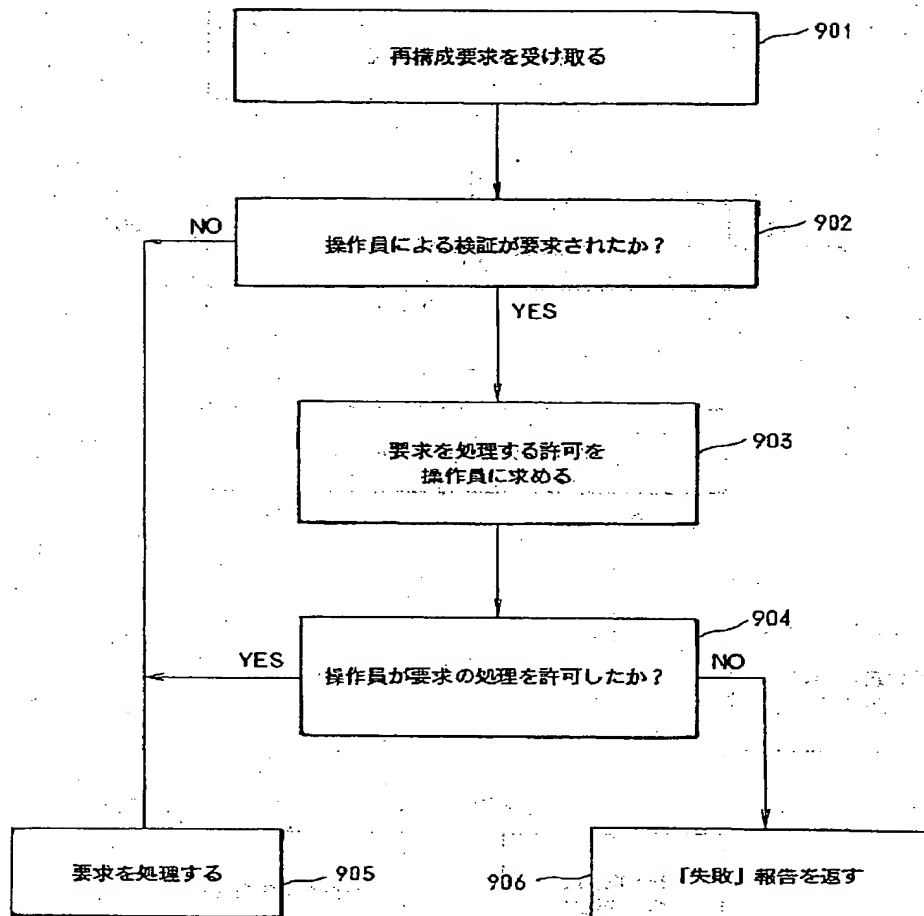 再構成要求を受け取る
901
操作員による検証が要求されたか？
902
NO
YES
要求を処理する許可を
操作員に求める
903
操作員が要求の処理を許可したか？
904
YES
NO
要求を処理する
905
906
「失敗」報告を返す